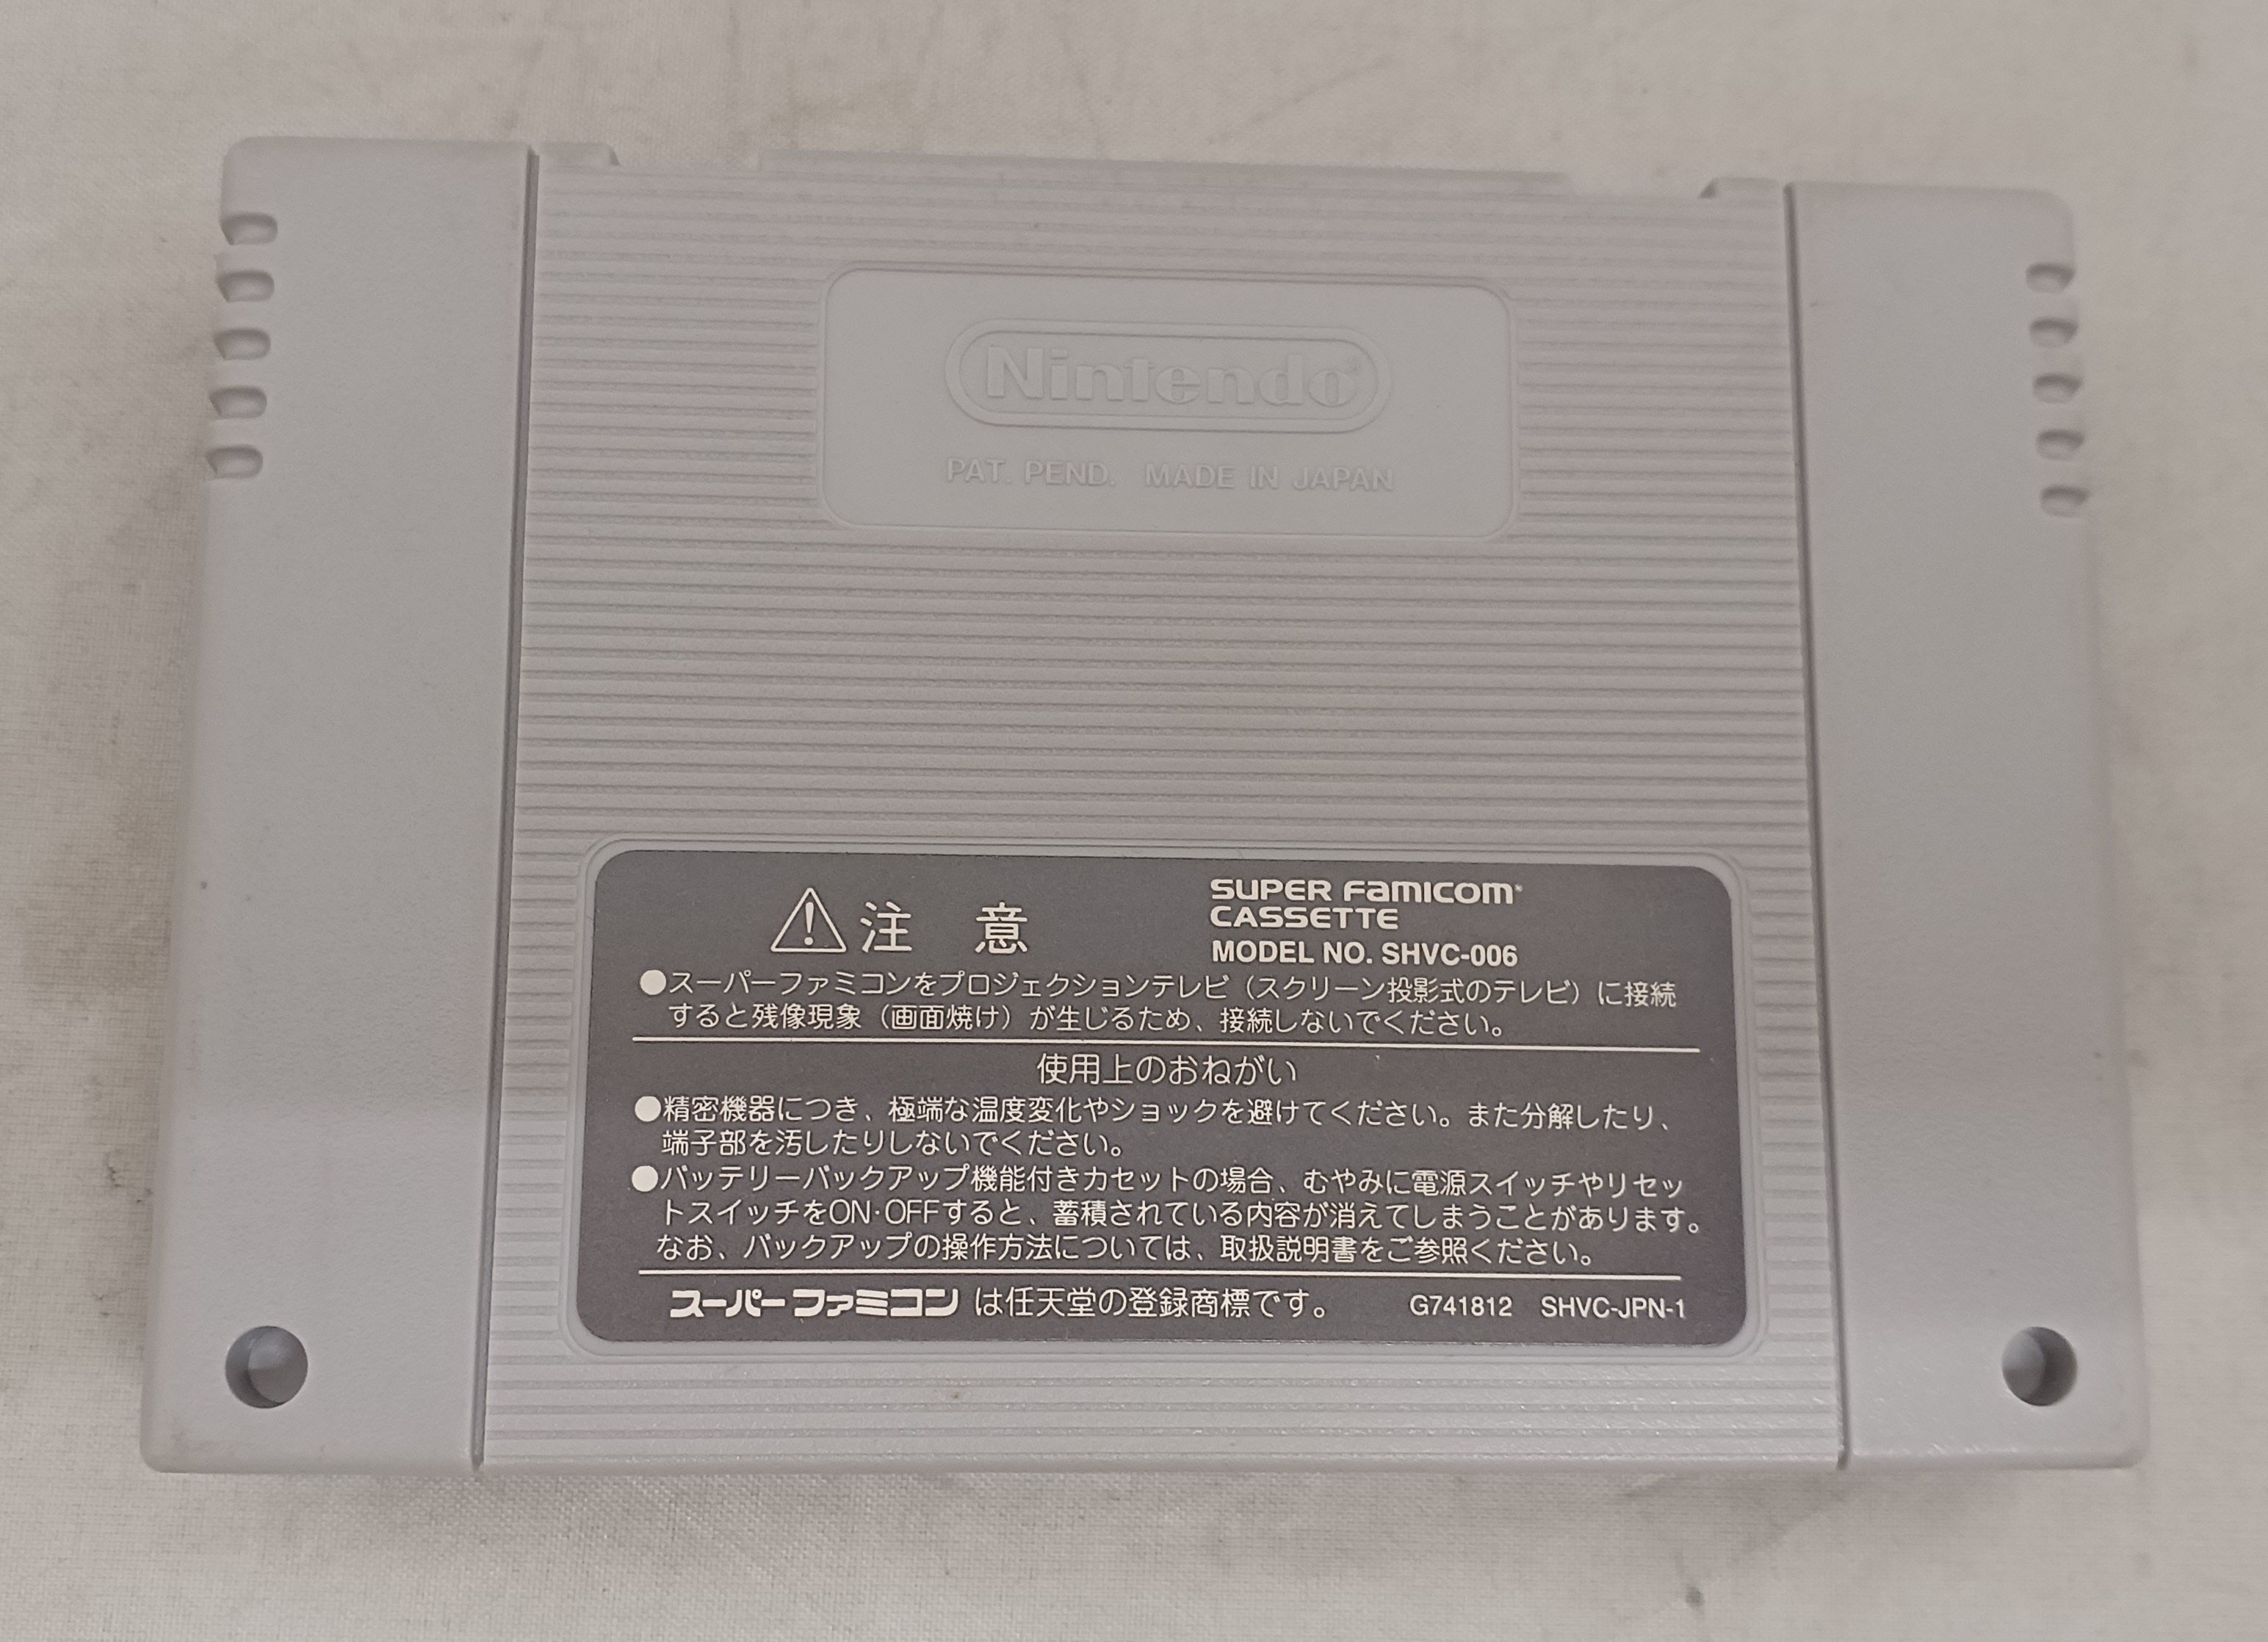 Nintendo®
PAT. PEND. MADE IN JAPAN
注 意
SUPER FAMICOM®
CASSETTE
MODEL NO. SHVC-006
●スーパーファミコンをプロジェクションテレビ（スクリーン投影式のテレビ）に接続
すると残像現象（画面焼け）が生じるため、接続しないでください。
使用上のおねがい
●精密機器につき、極端な温度変化やショックを避けてください。また分解したり、
端子部を汚したりしないでください。
●バッテリーバックアップ機能付きカセットの場合、むやみに電源スイッチやリセッ
トスイッチをON·OFFすると、蓄積されている内容が消えてしまうことがあります。
なお、バックアップの操作方法については、取扱説明書をご参照ください。
スーパーファミコン は任天堂の登録商標です。 G741812 SHVC-JPN-1